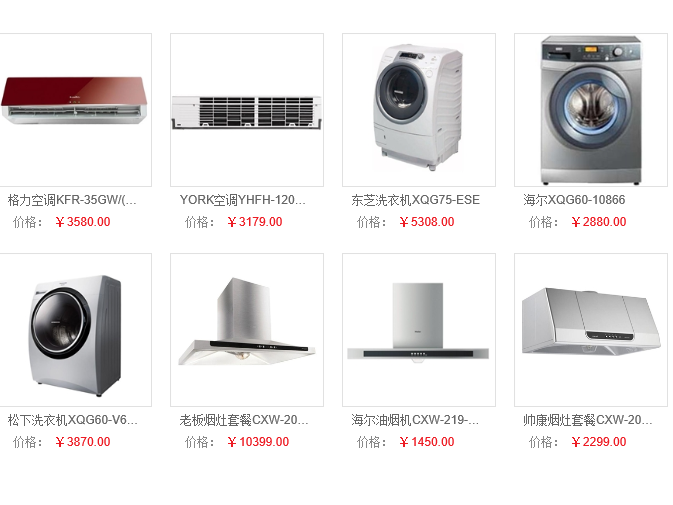 格力空调KFR-35GW/(...
YORK空调YHFH-120...
东芝洗衣机XQG75-ESE
海尔XQG60-10866
价格：￥3580.00
价格：￥3179.00
价格：￥5308.00
价格：￥2880.00
松下洗衣机XQG60-V6...
老板烟灶套餐CXW-20...
海尔油烟机CXW-219-...
帅康烟灶套餐CXW-20...
价格：￥3870.00
价格：￥10399.00
价格：￥1450.00
价格：￥2299.00